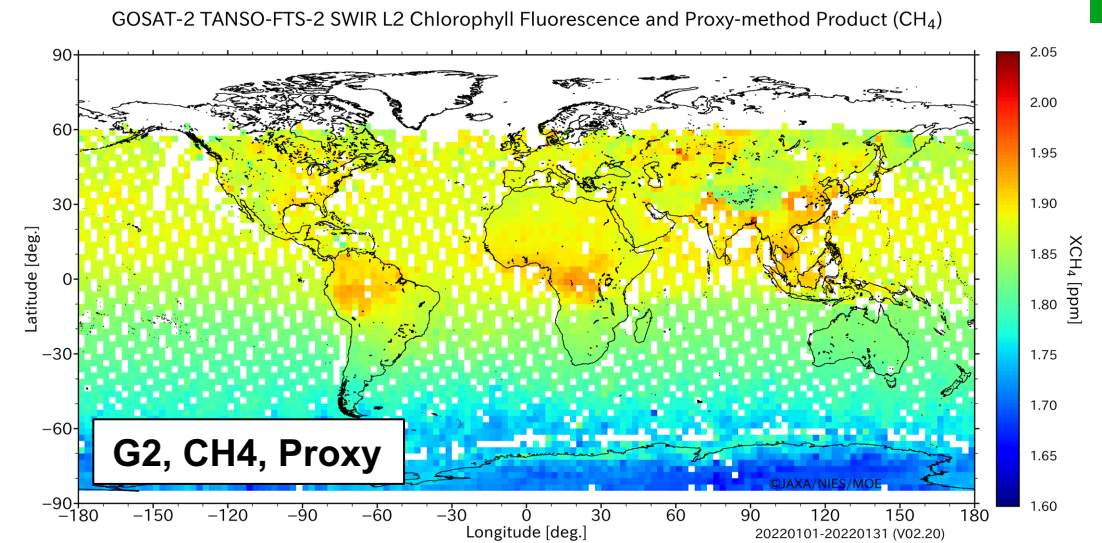 GOSAT-2 TANSO-FTS-2 SWIR L2 Chlorophyll Fluorescence and Proxy-method Product (CH₄)
90
60
30
0
−30
−60
−90
Latitude [deg.]
−180 −150 −120 −90 −60 −30 0 30 60 90 120 150 180
Longitude [deg.]
G2, CH4, Proxy
©JAXA/NIES/MOE
20220101-20220131 (V02.20)
2.05
2.00
1.95
1.90
1.85
1.80
1.75
1.70
1.65
1.60
XCH₄ [ppm]